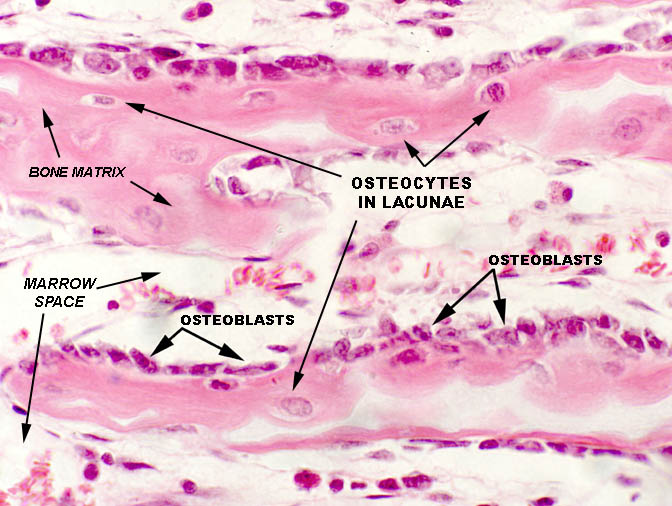 BONE MATRIX
OSTEOCYTES
IN LACUNAE
OSTEOBLASTS
MARROW
SPACE
OSTEOBLASTS